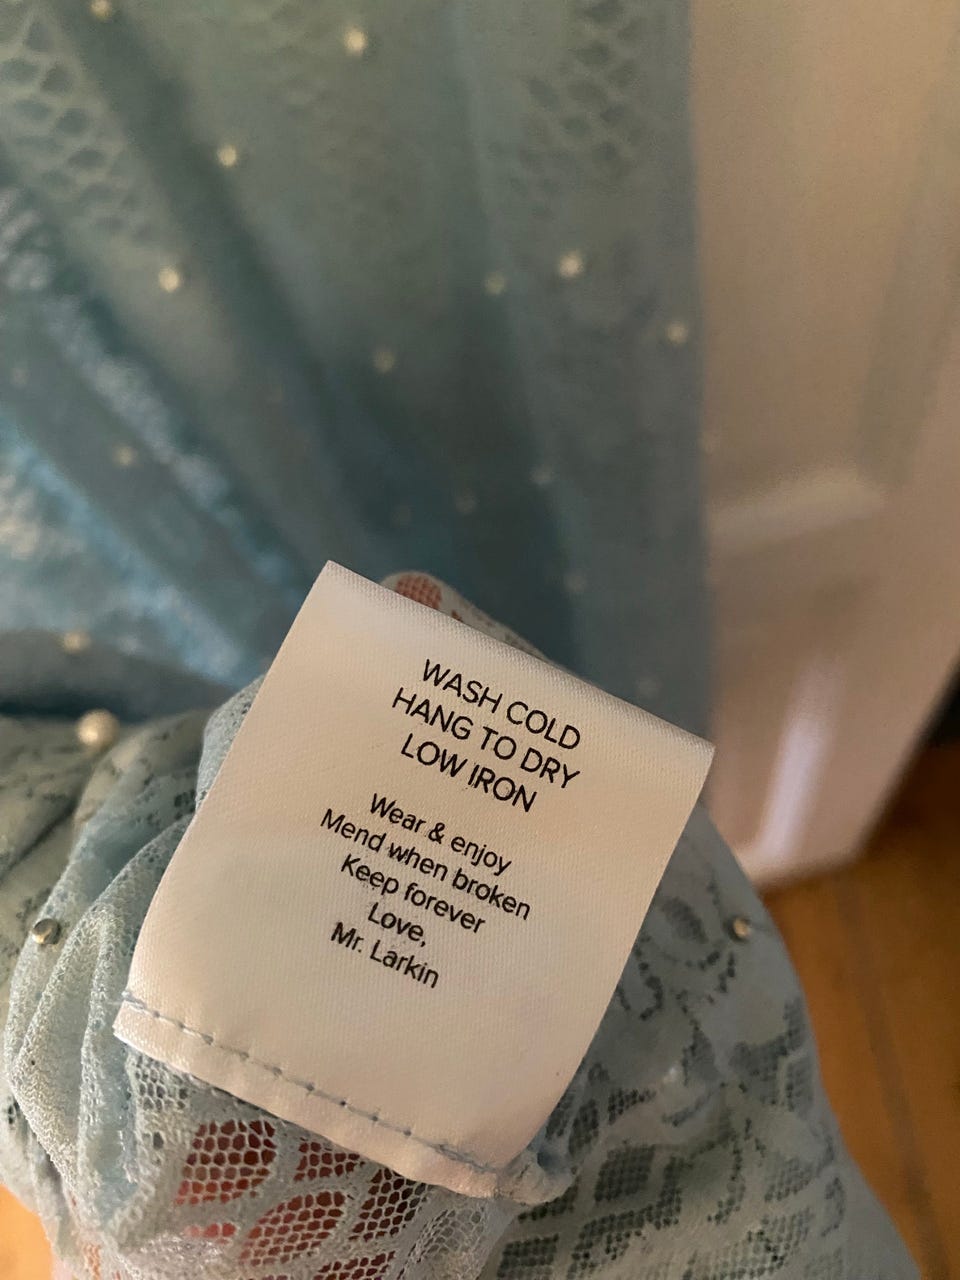 WASH COLD
HANG TO DRY
LOW IRON
Wear & enjoy
Mend when broken
Keep forever
Love,
Mr. Larkin